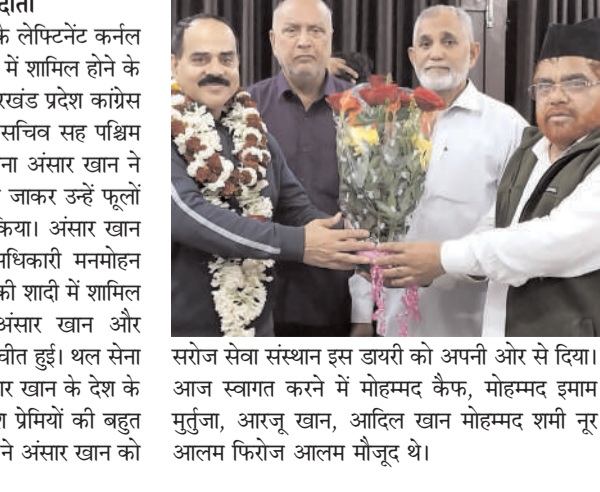 दाता
के लेफ्टिनेंट कर्नल
में शामिल होने के
रखंड प्रदेश कांग्रेस
सचिव सह पश्चिम
ना अंसार खान ने
जाकर उन्हें फूलों
किया। अंसार खान
अधिकारी मनमोहन
की शादी में शामिल
अंसार खान और
चीत हुई। थल सेना
ार खान के देश के
श प्रेमियों की बहुत
ने अंसार खान को
सरोज सेवा संस्थान इस डायरी को अपनी ओर से दिया।
आज स्वागत करने में मोहम्मद कैफ, मोहम्मद इमाम
मुर्तुजा, आरजू खान, आदिल खान मोहम्मद शमी नूर
आलम फिरोज आलम मौजूद थे।